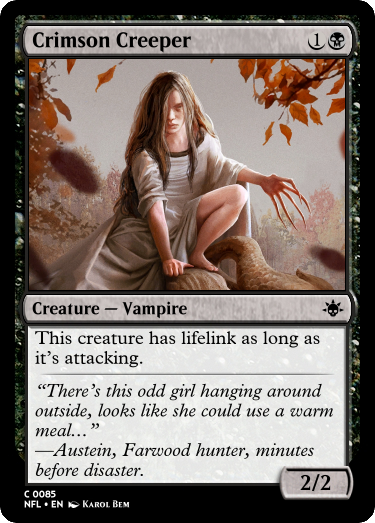 Crimson Creeper 1
Creature — Vampire
This creature has lifelink as long as
it's attacking.
“There's this odd girl hanging around
outside, looks like she could use a warm
meal…”
—Austein, Farwood hunter, minutes
before disaster.
2/2
C 0085
NFL • EN Karol Bem